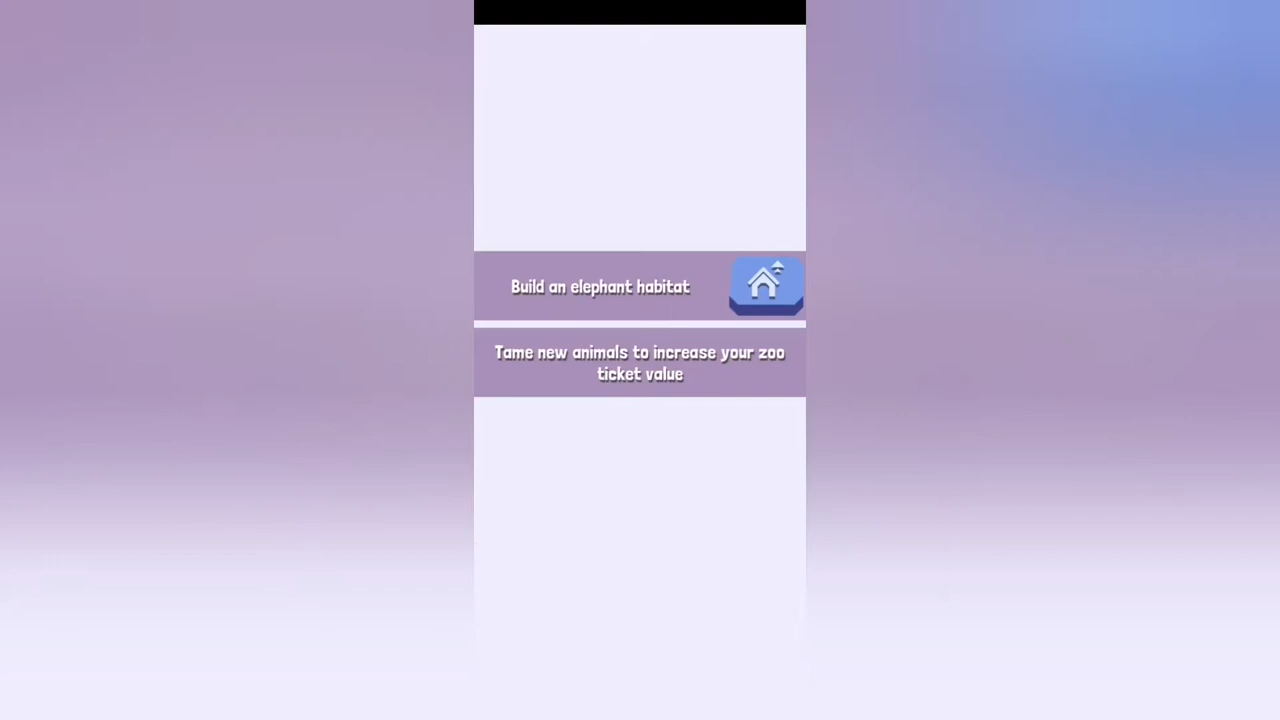 Build an elephant habitat
Tame new animals to increase your zoo
ticket value